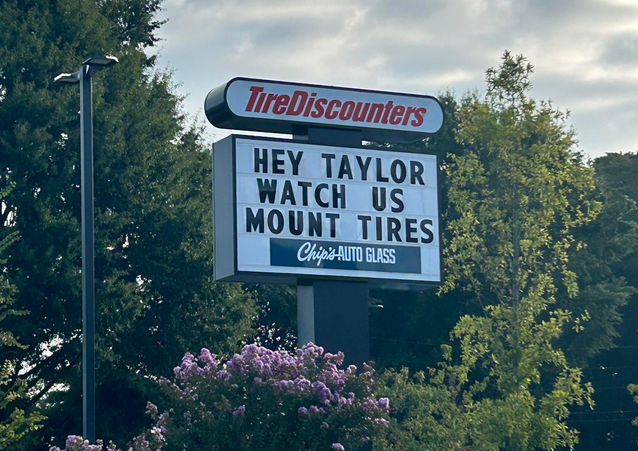 TireDiscounters
HEY TAYLOR
WATCH US
MOUNT TIRES
Chip's AUTO GLASS